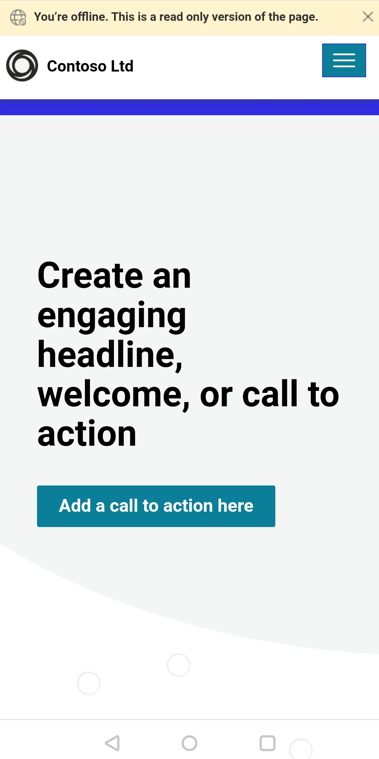 You're offline. This is a read only version of the page.
Contoso Ltd
Create an
engaging
headline,
welcome, or call to
action
Add a call to action here